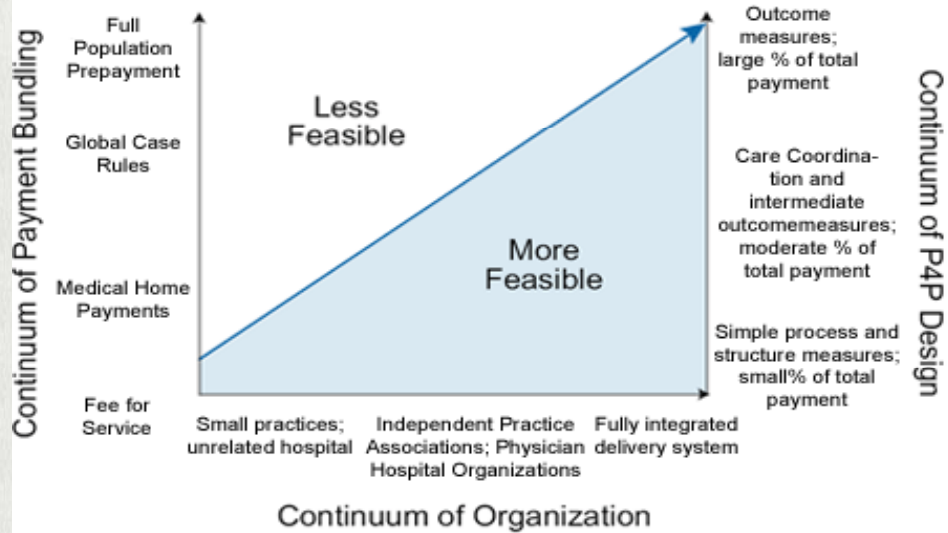 Continuum of Payment Bundling
Full
Population
Prepayment
Global Case
Rules
Medical Home
Payments
Fee for
Service
Less
Feasible
More
Feasible
Outcome
measures;
large % of total
payment
Care Coordina-
tion and
intermediate
outcomemeasures;
moderate % of
total payment
Simple process and
structure measures;
small% of total
payment
Continuum of P4P Design
Small practices;
unrelated hospital
Independent Practice
Associations; Physician
Hospital Organizations
Fully integrated
delivery system
Continuum of Organization